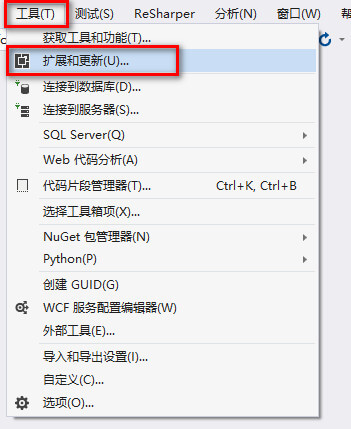 工具(T) 测试(S) ReSharper 分析(N) 窗口(W)
获取工具和功能(T)...
扩展和更新(U)...
连接到数据库(D)...
连接到服务器(S)...
SQL Server(Q)
Web 代码分析(A)
代码片段管理器(T)... Ctrl+K, Ctrl+B
选择工具箱项(X)...
NuGet 包管理器(N)
Python(P)
创建 GUID(G)
WCF 服务配置编辑器(W)
外部工具(E)...
导入和导出设置(I)...
自定义(C)...
选项(O)...